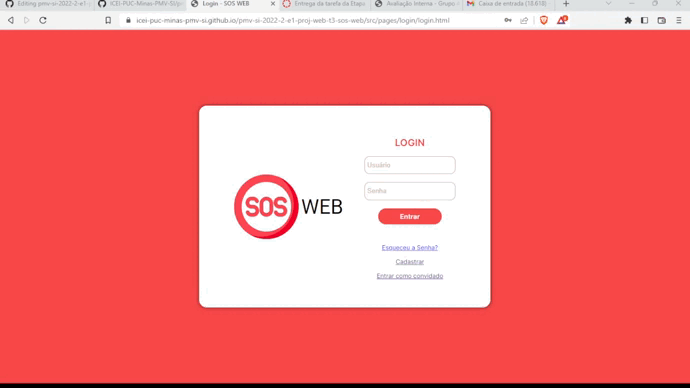 Editing pmv-si-2022-2-e1-
ICEI-PUC-Minas-PMV-SI/p
Login - SOS WEB
Entrega da tarefa da Etapa
Avaliação Interna - Grupo
Caixa de entrada (18.618)
icei-puc-minas-pmv-si.github.io/pmv-si-2022-2-e1-proj-web-t3-sos-web/src/pages/login/login.html
LOGIN
Usuário
Senha
SOS WEB
Entrar
Esqueceu a Senha?
Cadastrar
Entrar como convidado